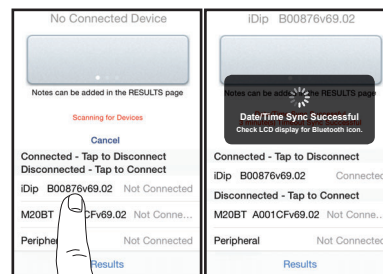 No Connected Device
Notes can be added in the RESULTS page
Scanning for Devices
Cancel
Connected - Tap to Disconnect
Disconnected - Tap to Connect
iDip B00876v69.02 Not Connected
M20BT CFv69.02 Not Conne...
Periphe Not Connected
Results
iDip B00876v69.02
Notes can be added in the RESULTS page
Date/Time Sync Successful
Check LCD display for Bluetooth icon.
Connected - Tap to Disconnect
iDip B00876v69.02 Connected
Disconnected - Tap to Connect
M20BT A001CFv69.02 Not Conne...
Peripheral Not Connected
Results